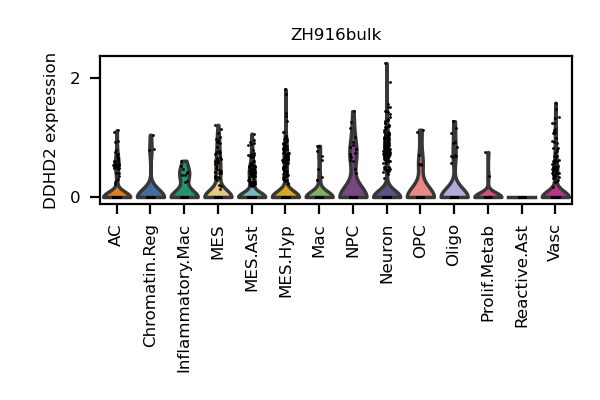 ZH916bulk
DDHD2 expression
2
0
AC
Chromatin.Reg
Inflammatory.Mac
MES
MES.Ast
MES.Hyp
Mac
NPC
Neuron
OPC
Oligo
Prolif.Metab
Reactive.Ast
Vasc